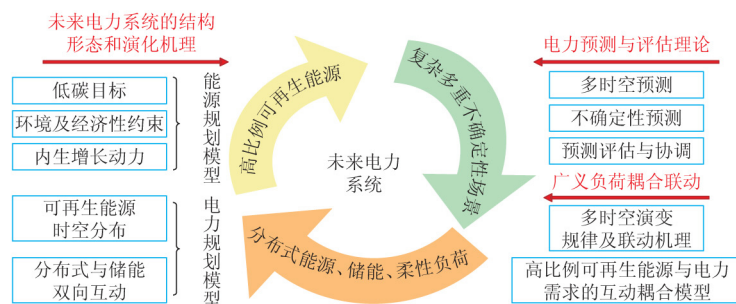 未来电力系统的结构
形态和演化机理
低碳目标
环境及经济性约束
内生增长动力
能源规划模型
可再生能源
时空分布
分布式与储能
双向互动
电力规划模型
高比例可再生能源
复杂多重不确定性场景
分布式能源、储能、柔性负荷
未来电力
系统
电力预测与评估理论
多时空预测
不确定性预测
预测评估与协调
广义负荷耦合联动
多时空演变
规律及联动机理
高比例可再生能源与电力
需求的互动耦合模型